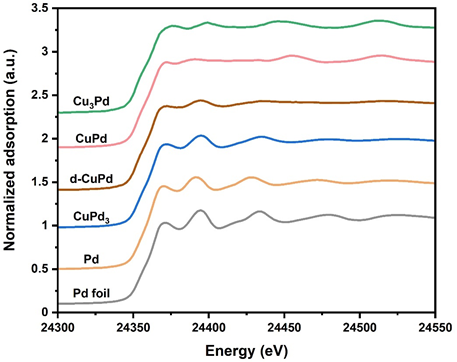 3.5
3
2.5
2
1.5
1
0.5
0
Normalized adsorption (a.u.)
Cu₃Pd
CuPd
d-CuPd
CuPd₃
Pd
Pd foil
24300 24350 24400 24450 24500 24550
Energy (eV)